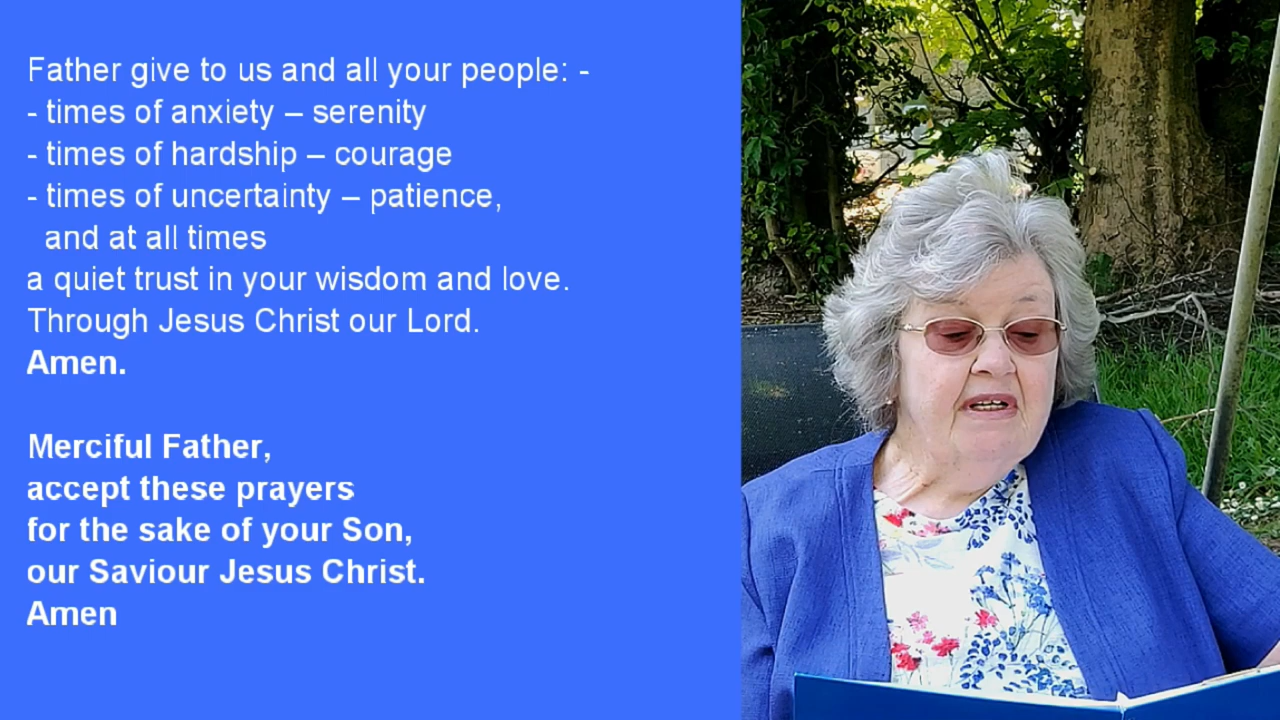 Father give to us and all your people: -
- times of anxiety – serenity
- times of hardship – courage
- times of uncertainty – patience,
and at all times
a quiet trust in your wisdom and love.
Through Jesus Christ our Lord.
Amen.
Merciful Father,
accept these prayers
for the sake of your Son,
our Saviour Jesus Christ.
Amen